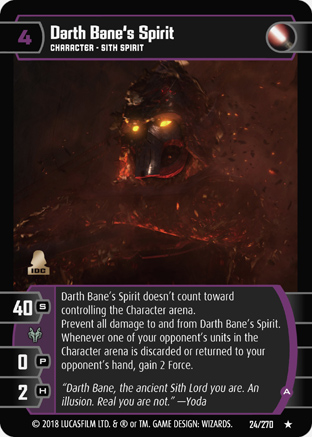 4 Darth Bane's Spirit
CHARACTER - SITH SPIRIT
IDC
40 S
0 P
2 H
Darth Bane's Spirit doesn't count toward
controlling the Character arena.
Prevent all damage to and from Darth Bane's Spirit.
Whenever one of your opponent's units in the
Character arena is discarded or returned to your
opponent's hand, gain 2 Force.
"Darth Bane, the ancient Sith Lord you are. An
illusion. Real you are not." —Yoda
A
© 2018 LUCASFILM LTD. & ® or TM. GAME DESIGN: WIZARDS. 24/270 ★